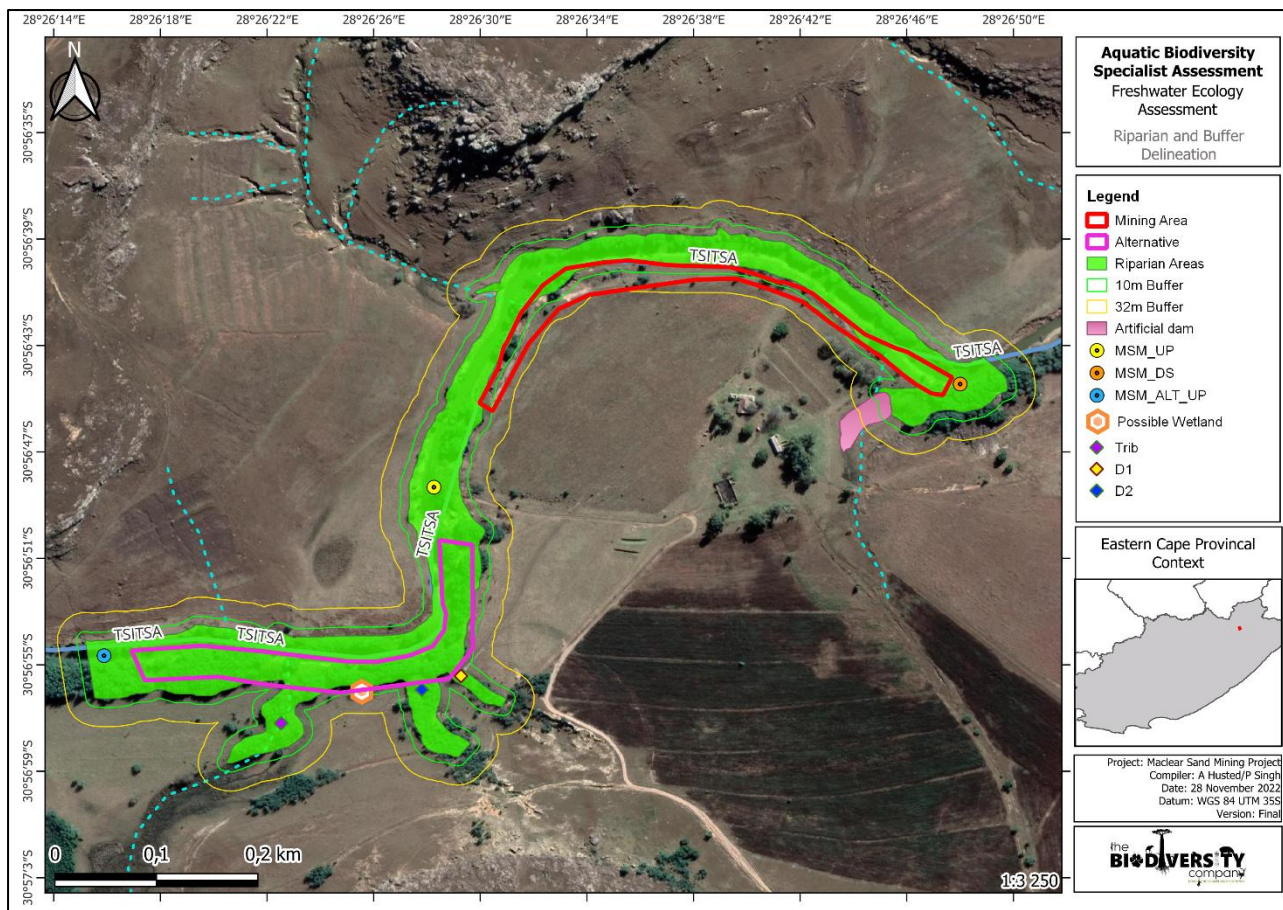 28°26′14″E 28°26′18″E 28°26′22″E 28°26′26″E 28°26′30″E 28°26′34″E 28°26′38″E 28°26′42″E 28°26′46″E 28°26′50″E
N
30°56′35″S
30°56′39″S
30°56′43″S
30°56′47″S
30°56′51″S
30°56′55″S
30°56′59″S
30°57′3″S
TSITSA
TSITSA
TSITSA
TSITSA
TSITSA
0 0,1 0,2 km
1:3 250
Aquatic Biodiversity
Specialist Assessment
Freshwater Ecology
Assessment
Riparian and Buffer
Delineation
Legend
Mining Area
Alternative
Riparian Areas
10m Buffer
32m Buffer
Artificial dam
MSM_UP
MSM_DS
MSM_ALT_UP
Possible Wetland
Trib
D1
D2
Eastern Cape Provincal
Context
Project: Maclear Sand Mining Project
Compiler: A Husted/P Singh
Date: 28 November 2022
Datum: WGS 84 UTM 35S
Version: Final
the
BIODIVERSITY
company